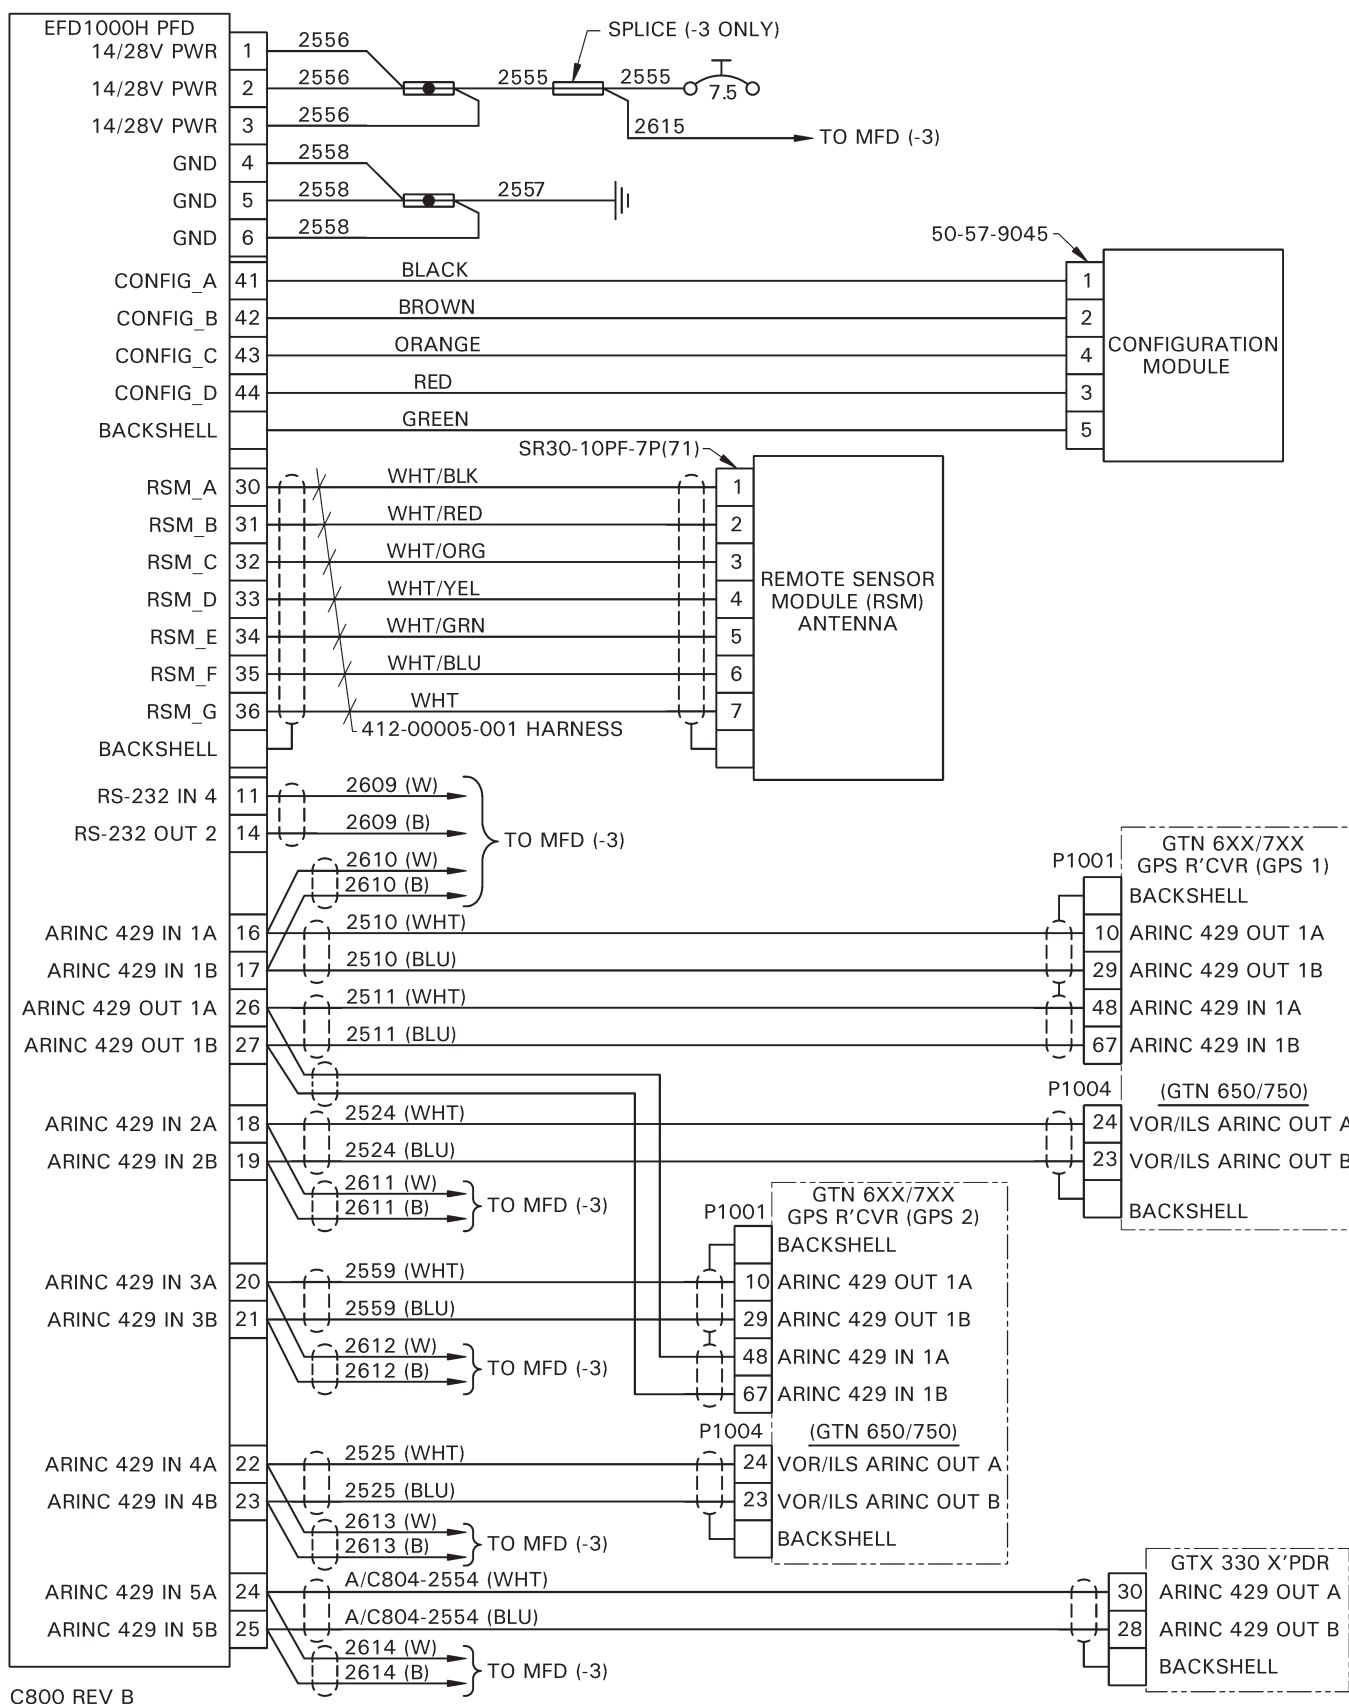 EFD1000H PFD
14/28V PWR 1 2556
14/28V PWR 2 2556 2555 2555 7.5
SPLICE (-3 ONLY)
14/28V PWR 3 2556 2615 TO MFD (-3)
GND 4 2558
GND 5 2558 2557
GND 6 2558
50-57-9045
CONFIG_A 41 BLACK 1
CONFIG_B 42 BROWN 2
CONFIG_C 43 ORANGE 4
CONFIG_D 44 RED 3
BACKSHELL GREEN 5
CONFIGURATION
MODULE
SR30-10PF-7P(71)
RSM_A 30 WHT/BLK 1
RSM_B 31 WHT/RED 2
RSM_C 32 WHT/ORG 3
RSM_D 33 WHT/YEL 4
RSM_E 34 WHT/GRN 5
RSM_F 35 WHT/BLU 6
RSM_G 36 WHT 7
BACKSHELL
412-00005-001 HARNESS
REMOTE SENSOR
MODULE (RSM)
ANTENNA
RS-232 IN 4 11 2609 (W)
RS-232 OUT 2 14 2609 (B)
2610 (W)
2610 (B)
TO MFD (-3)
ARINC 429 IN 1A 16 2510 (WHT)
ARINC 429 IN 1B 17 2510 (BLU)
ARINC 429 OUT 1A 26 2511 (WHT)
ARINC 429 OUT 1B 27 2511 (BLU)
P1001
GTN 6XX/7XX
GPS R'CVR (GPS 1)
BACKSHELL
10 ARINC 429 OUT 1A
29 ARINC 429 OUT 1B
48 ARINC 429 IN 1A
67 ARINC 429 IN 1B
P1004 (GTN 650/750)
ARINC 429 IN 2A 18 2524 (WHT) 24 VOR/ILS ARINC OUT A
ARINC 429 IN 2B 19 2524 (BLU) 23 VOR/ILS ARINC OUT B
BACKSHELL
2611 (W)
2611 (B)
TO MFD (-3)
P1001
GTN 6XX/7XX
GPS R'CVR (GPS 2)
BACKSHELL
ARINC 429 IN 3A 20 2559 (WHT) 10 ARINC 429 OUT 1A
ARINC 429 IN 3B 21 2559 (BLU) 29 ARINC 429 OUT 1B
2612 (W)
2612 (B)
TO MFD (-3)
48 ARINC 429 IN 1A
67 ARINC 429 IN 1B
P1004 (GTN 650/750)
ARINC 429 IN 4A 22 2525 (WHT) 24 VOR/ILS ARINC OUT A
ARINC 429 IN 4B 23 2525 (BLU) 23 VOR/ILS ARINC OUT B
BACKSHELL
2613 (W)
2613 (B)
TO MFD (-3)
GTX 330 X'PDR
ARINC 429 IN 5A 24 A/C804-2554 (WHT) 30 ARINC 429 OUT A
ARINC 429 IN 5B 25 A/C804-2554 (BLU) 28 ARINC 429 OUT B
BACKSHELL
2614 (W)
2614 (B)
TO MFD (-3)
C800 REV B